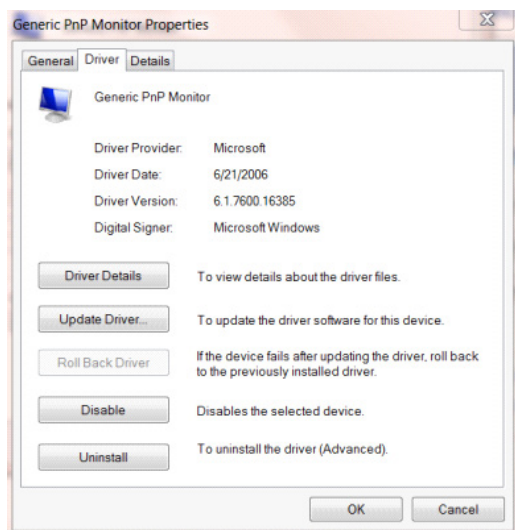 Generic PnP Monitor Properties
General Driver Details
Generic PnP Monitor
Driver Provider: Microsoft
Driver Date: 6/21/2006
Driver Version: 6.1.7600.16385
Digital Signer: Microsoft Windows
Driver Details To view details about the driver files.
Update Driver... To update the driver software for this device.
Roll Back Driver If the device fails after updating the driver, roll back
to the previously installed driver.
Disable Disables the selected device.
Uninstall To uninstall the driver (Advanced).
OK Cancel